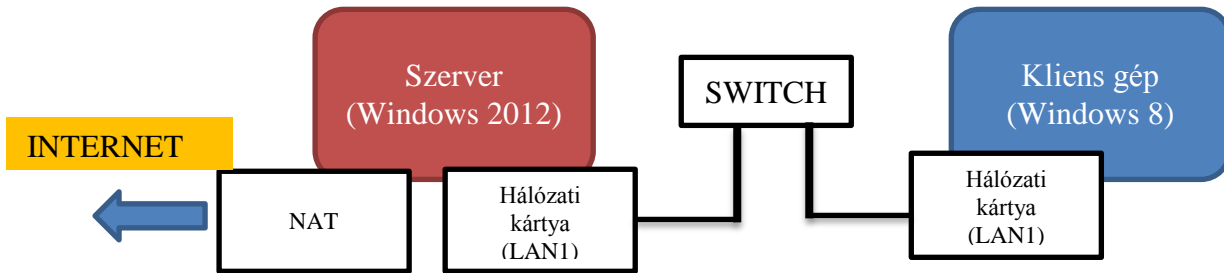 INTERNET
NAT
Szerver
(Windows 2012)
Hálózati
kártya
(LAN1)
SWITCH
Kliens gép
(Windows 8)
Hálózati
kártya
(LAN1)